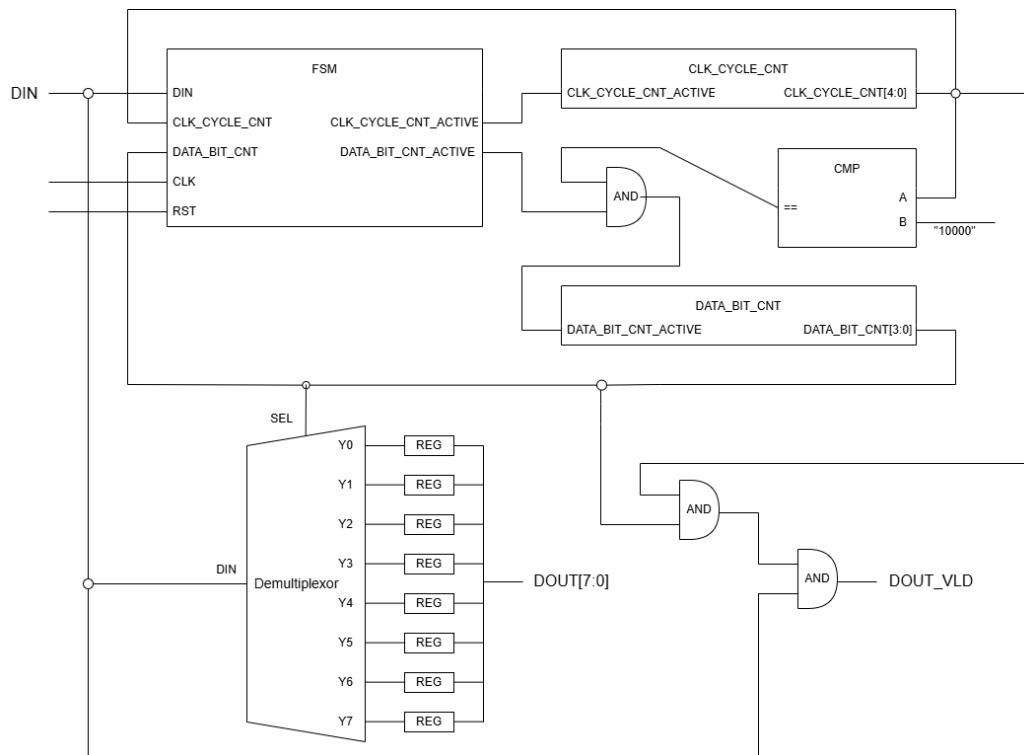 FSM
CLK_CYCLE_CNT
DIN
DIN
CLK_CYCLE_CNT_ACTIVE
CLK_CYCLE_CNT[4:0]
CLK_CYCLE_CNT
CLK_CYCLE_CNT_ACTIVE
DATA_BIT_CNT
DATA_BIT_CNT_ACTIVE
CMP
CLK
AND
A
==
RST
B
"10000"
DATA_BIT_CNT
DATA_BIT_CNT_ACTIVE
DATA_BIT_CNT[3:0]
SEL
Y0
REG
Y1
REG
AND
Y2
REG
Y3
REG
DIN
Demultiplexor
DOUT[7:0]
AND
DOUT_VLD
Y4
REG
Y5
REG
Y6
REG
Y7
REG